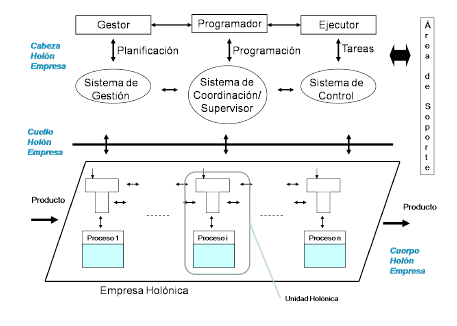 Gestor
Programador
Ejecutor
Cabeza
Holón
Empresa
Planificación
Programación
Tareas
Sistema de
Gestión
Sistema de
Coordinación/
Supervisor
Sistema de
Control
Área de Soporte
Cuello
Holón
Empresa
Producto
Proceso 1
Proceso i
Proceso n
Producto
Cuerpo
Holón
Empresa
Empresa Holónica
Unidad Holónica